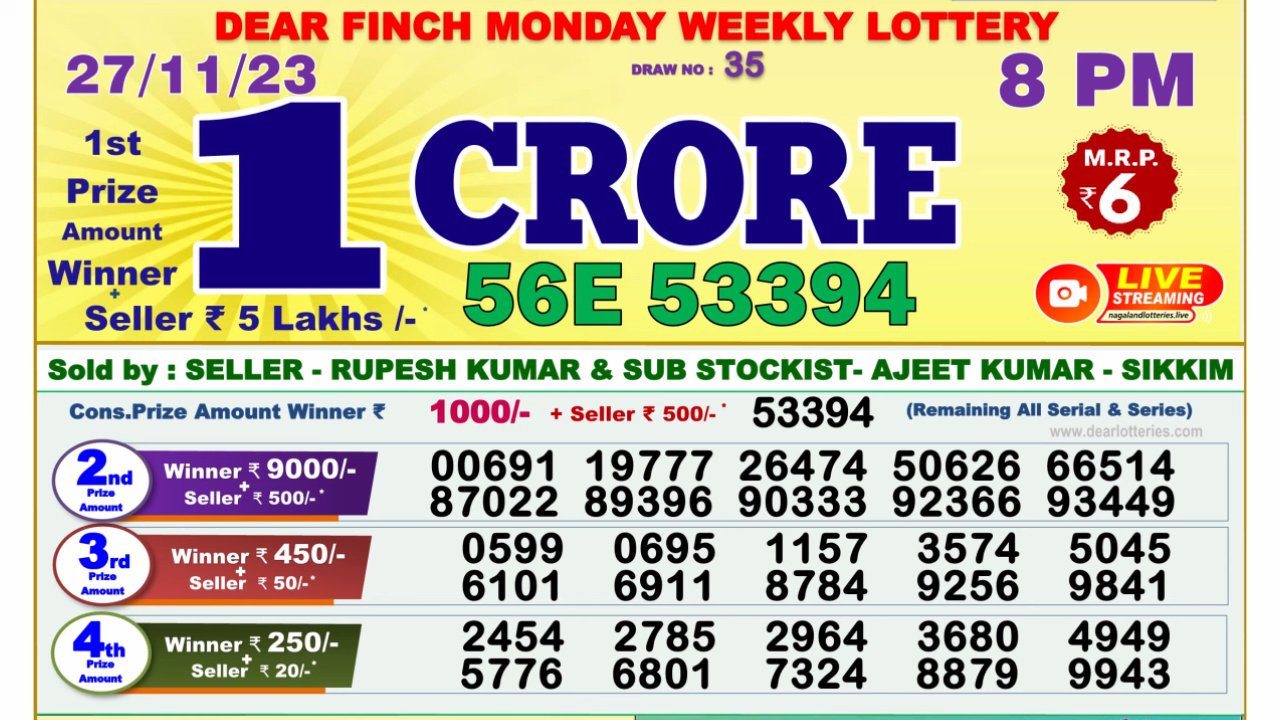 DEAR FINCH MONDAY WEEKLY LOTTERY
27/11/23
DRAW NO : 35
8 PM
1st
Prize
Amount
Winner
+
Seller ₹ 5 Lakhs /-*
1 CRORE
56E 53394
M.R.P.
₹6
LIVE
STREAMING
nagalandlotteries.live
Sold by : SELLER - RUPESH KUMAR & SUB STOCKIST- AJEET KUMAR - SIKKIM
Cons.Prize Amount Winner ₹ 1000/- + Seller ₹ 500/-* 53394 (Remaining All Serial & Series)
www.dearlotteries.com
2nd
Prize
Amount
Winner ₹ 9000/-
+
Seller ₹ 500/-*
00691 19777 26474 50626 66514
87022 89396 90333 92366 93449
3rd
Prize
Amount
Winner ₹ 450/-
+
Seller ₹ 50/-*
0599 0695 1157 3574 5045
6101 6911 8784 9256 9841
4th
Prize
Amount
Winner ₹ 250/-
+
Seller ₹ 20/-*
2454 2785 2964 3680 4949
5776 6801 7324 8879 9943